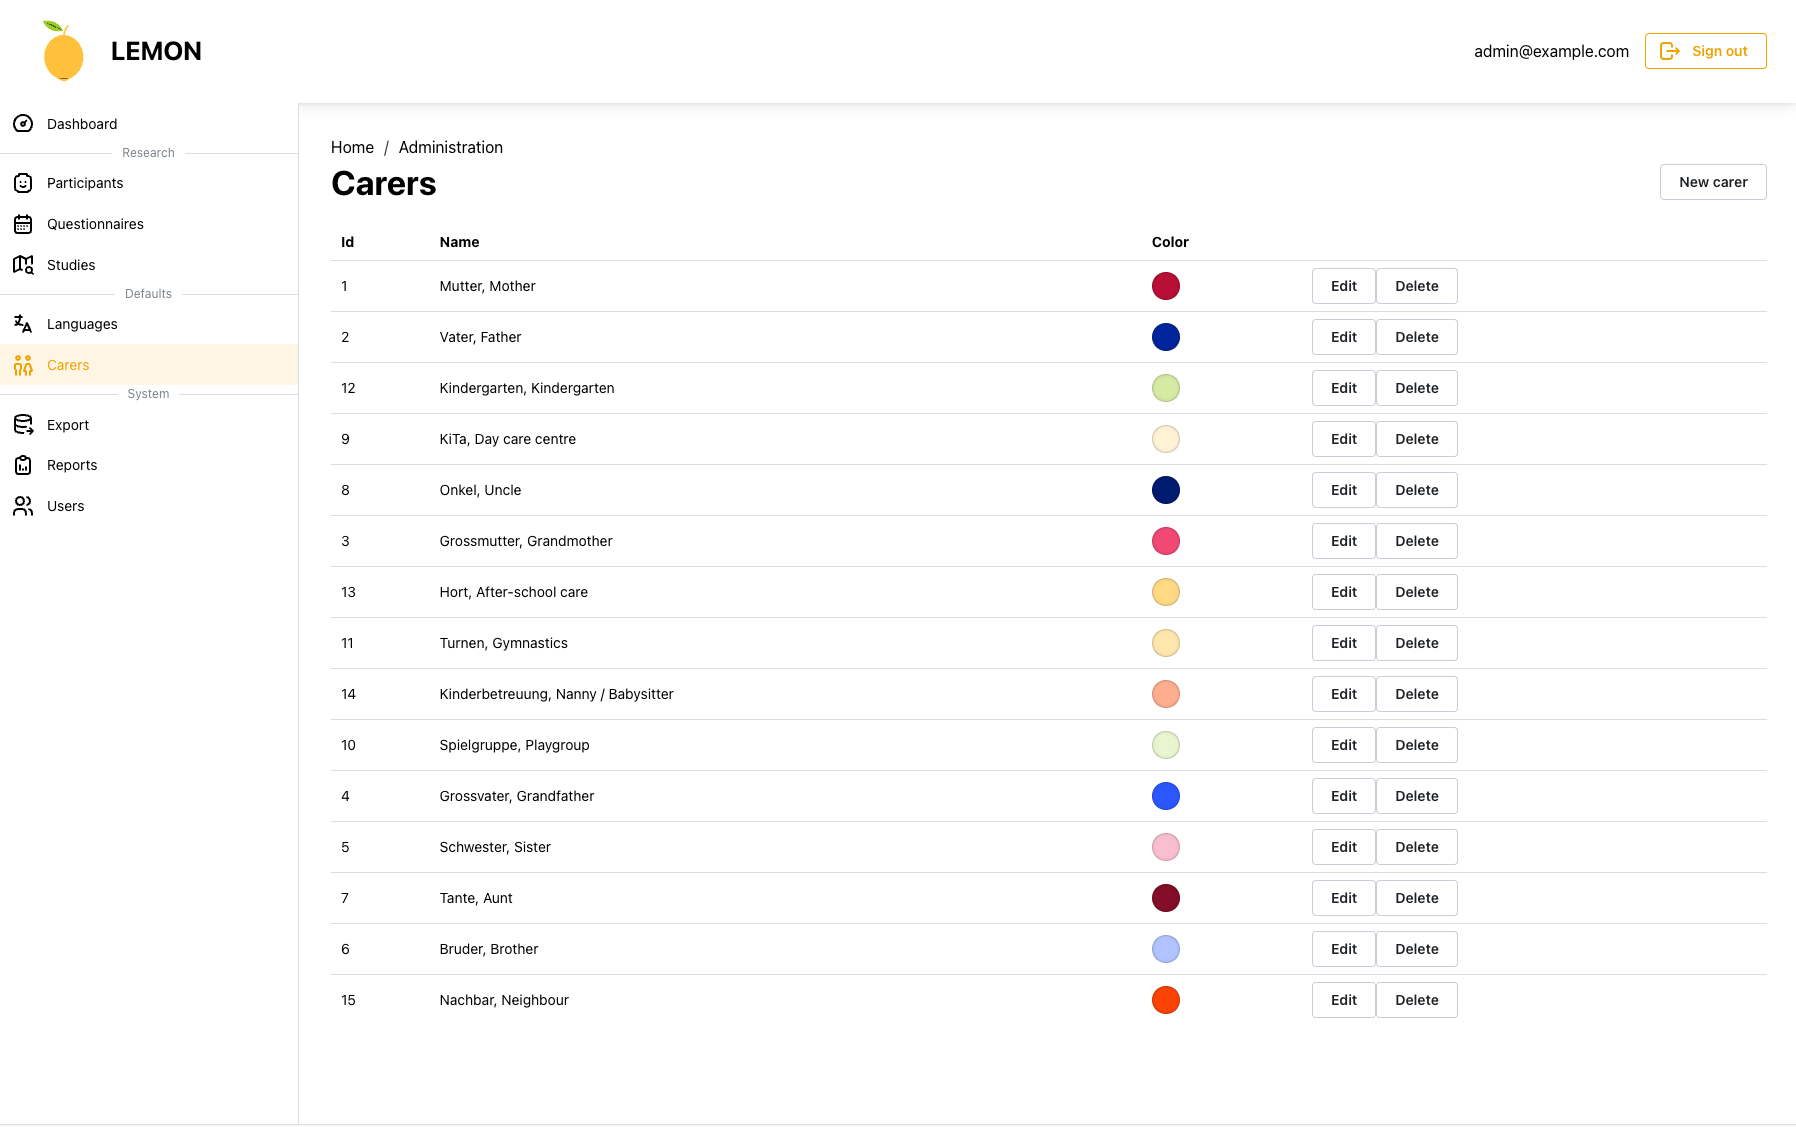 LEMON
admin@example.com Sign out
Dashboard
Research
Participants
Questionnaires
Studies
Defaults
Languages
Carers
System
Export
Reports
Users
Home / Administration
Carers
New carer
Id Name Color
1 Mutter, Mother Edit Delete
2 Vater, Father Edit Delete
12 Kindergarten, Kindergarten Edit Delete
9 KiTa, Day care centre Edit Delete
8 Onkel, Uncle Edit Delete
3 Grossmutter, Grandmother Edit Delete
13 Hort, After-school care Edit Delete
11 Turnen, Gymnastics Edit Delete
14 Kinderbetreuung, Nanny / Babysitter Edit Delete
10 Spielgruppe, Playgroup Edit Delete
4 Grossvater, Grandfather Edit Delete
5 Schwester, Sister Edit Delete
7 Tante, Aunt Edit Delete
6 Bruder, Brother Edit Delete
15 Nachbar, Neighbour Edit Delete